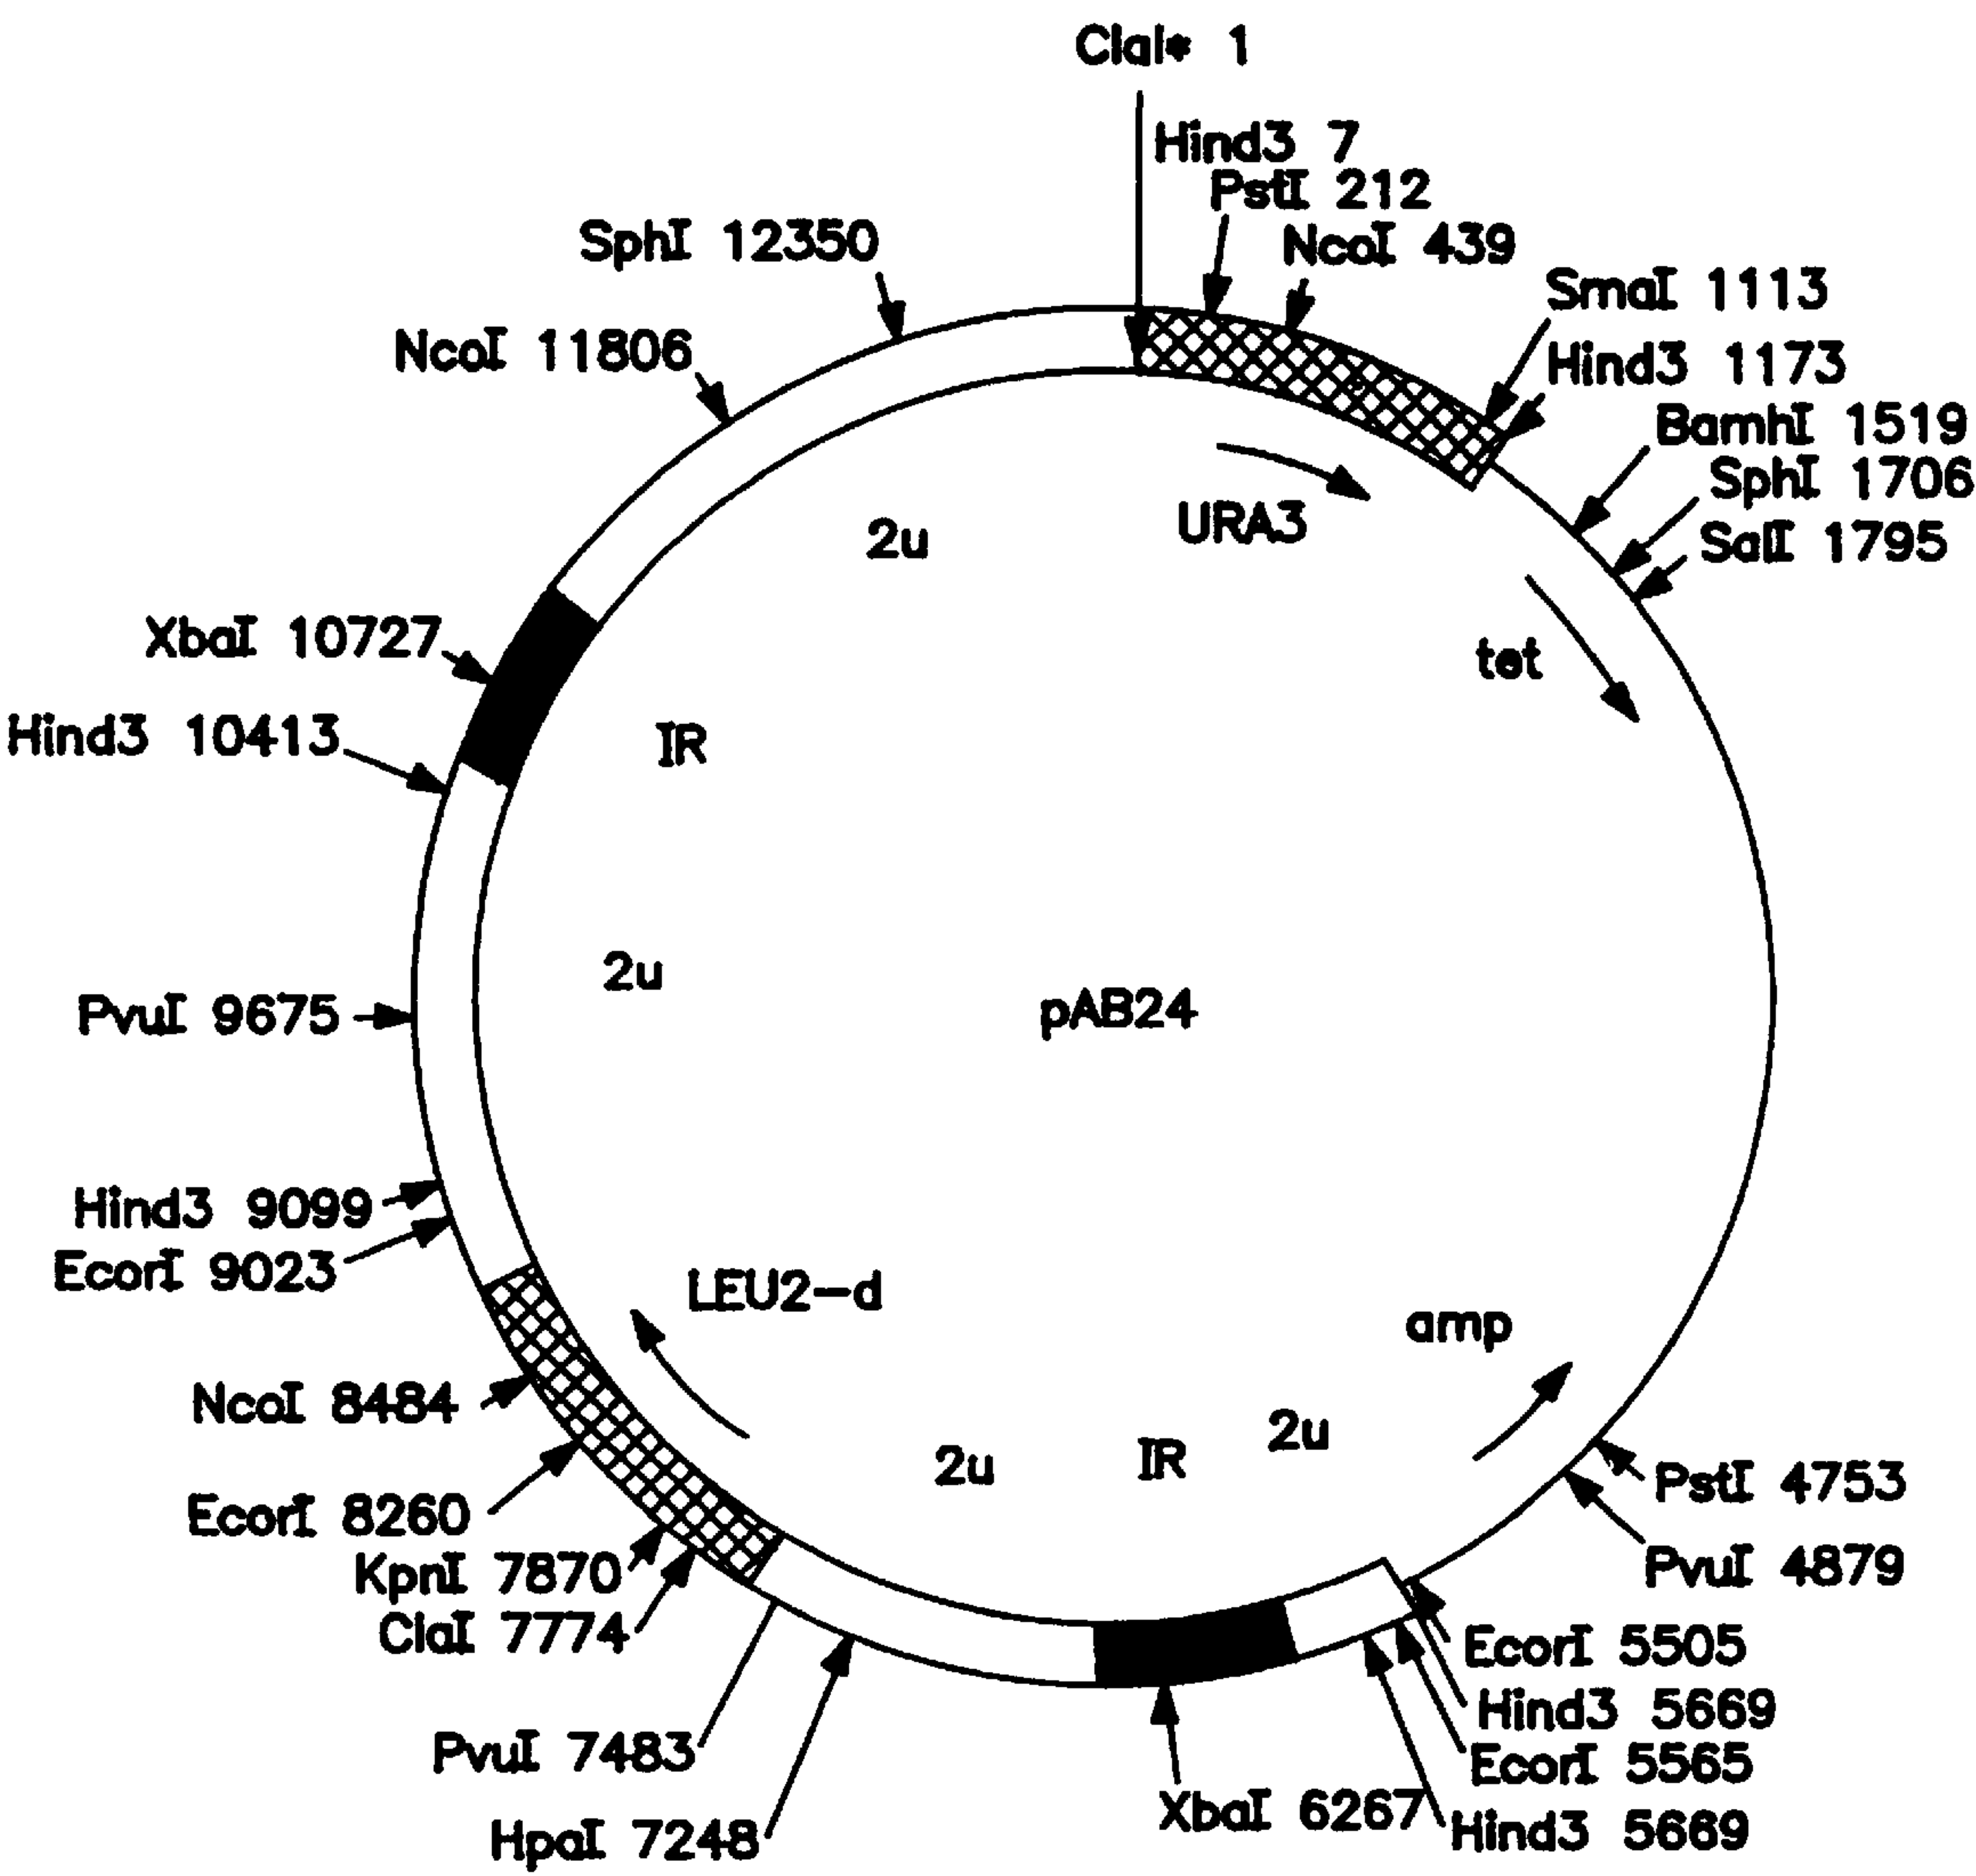 ClaI* 1
Hind3 7
PstI 212
NcoI 439
SmaI 1113
Hind3 1173
BamhI 1519
SphI 1706
SalI 1795
SphI 12350
NcoI 11806
2u
URA3
tet
XbaI 10727
IR
Hind3 10413
2u
pAB24
PvuI 9675
Hind3 9099
EcorI 9023
LEU2-d
amp
NcoI 8484
2u
IR
2u
PstI 4753
EcorI 8260
PvuI 4879
KpnI 7870
ClaI 7774
EcorI 5505
Hind3 5669
PvuI 7483
EcorI 5565
XbaI 6267
Hind3 5669
HpaI 7248